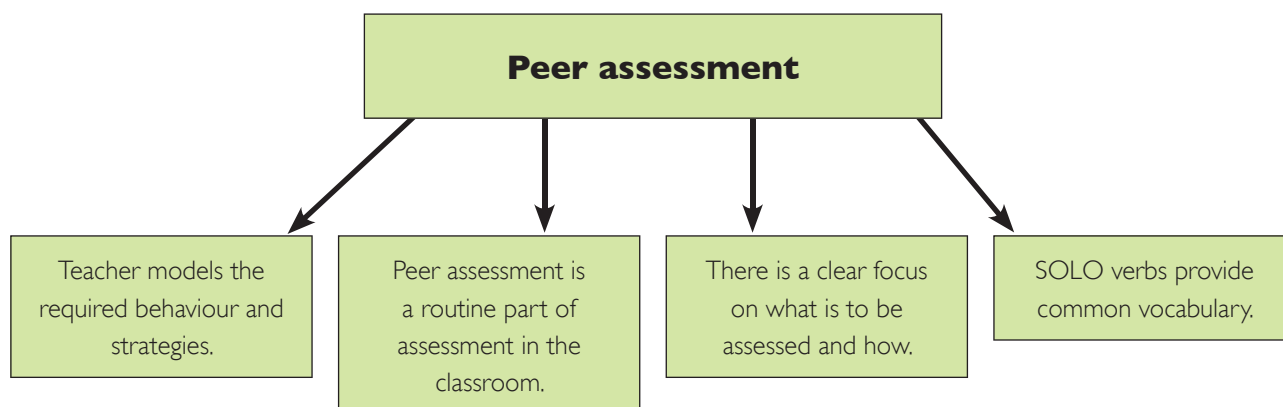 Peer assessment
Teacher models the
required behaviour and
strategies.
Peer assessment is
a routine part of
assessment in the
classroom.
There is a clear focus
on what is to be
assessed and how.
SOLO verbs provide
common vocabulary.